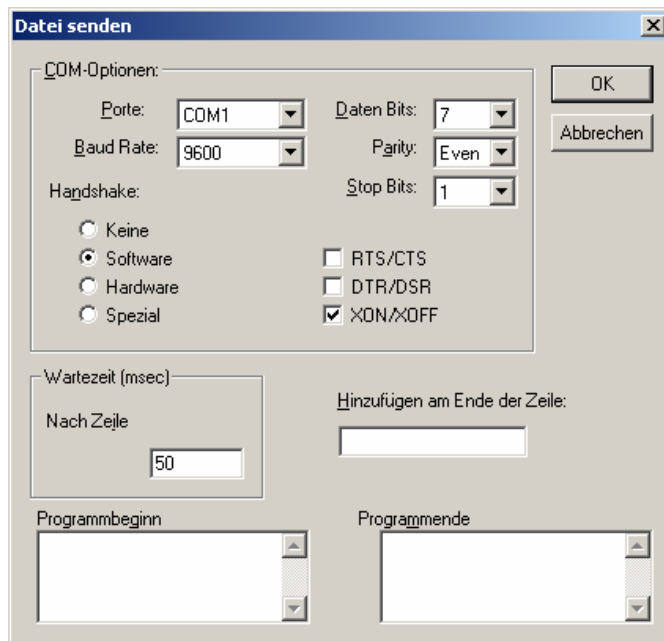 Datei senden
COM-Optionen:
Porte: COM1 Daten Bits: 7
Baud Rate: 9600 Parity: Even
Handshake: Stop Bits: 1
Keine
Software RTS/CTS
Hardware DTR/DSR
Spezial XON/XOFF
OK
Abbrechen
Wartezeit (msec)
Nach Zeile
50
Hinzufügen am Ende der Zeile:
Programmbeginn Programmende